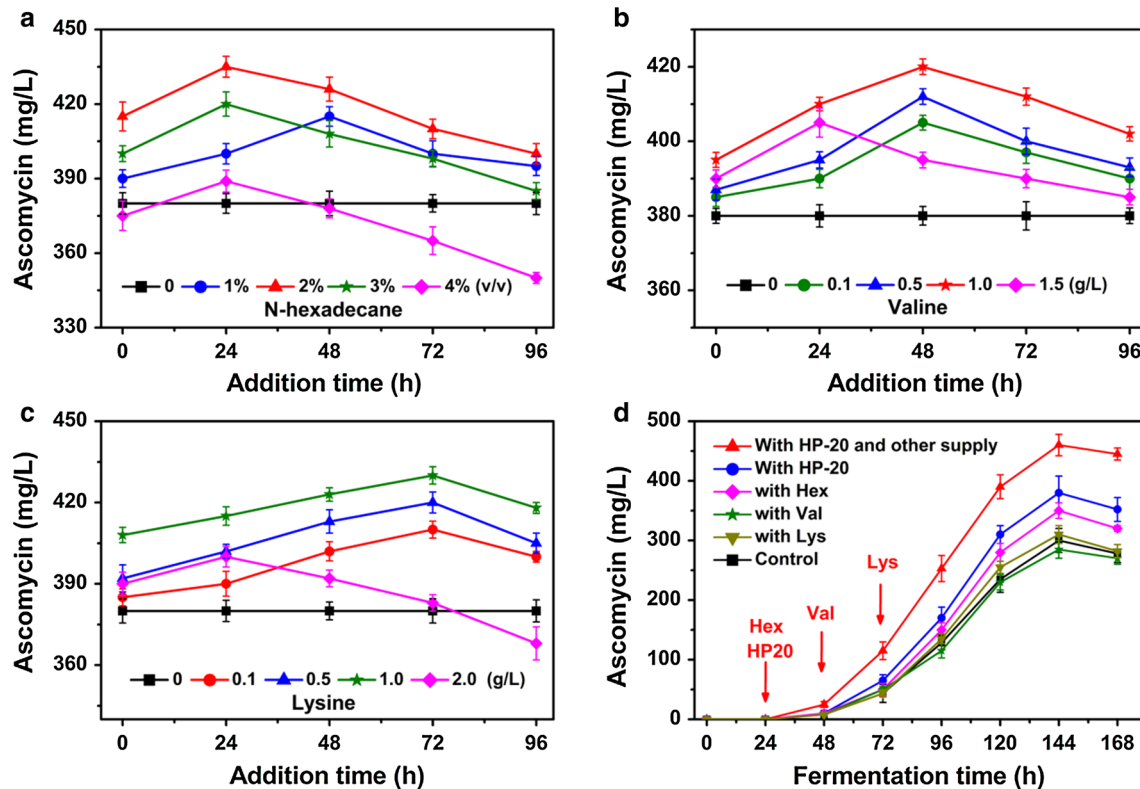 a
Ascomycin (mg/L)
450
420
390
360
330
0 1% 2% 3% 4% (v/v)
N-hexadecane
0 24 48 72 96
Addition time (h)
b
Ascomycin (mg/L)
420
400
380
360
0 0.1 0.5 1.0 1.5 (g/L)
Valine
0 24 48 72 96
Addition time (h)
c
Ascomycin (mg/L)
450
420
390
360
0 0.1 0.5 1.0 2.0 (g/L)
Lysine
0 24 48 72 96
Addition time (h)
d
Ascomycin (mg/L)
500
400
300
200
100
0
With HP-20 and other supply
With HP-20
with Hex
with Val
with Lys
Control
Hex
HP20
Val
Lys
0 24 48 72 96 120 144 168
Fermentation time (h)